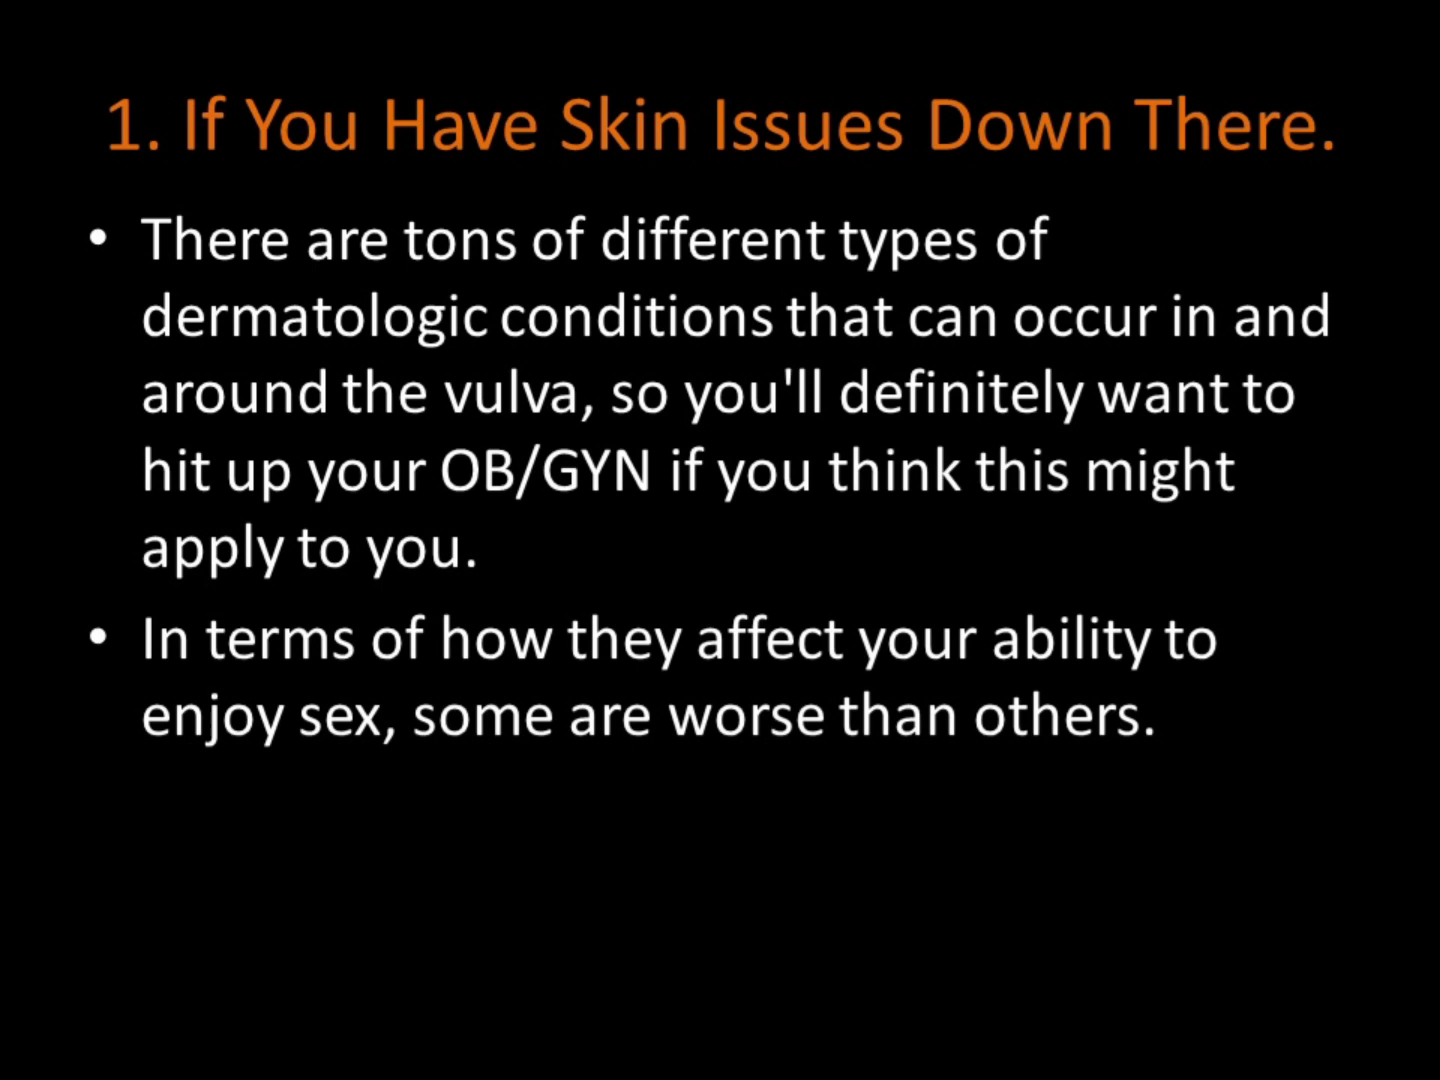 1. If You Have Skin Issues Down There.
• There are tons of different types of
dermatologic conditions that can occur in and
around the vulva, so you'll definitely want to
hit up your OB/GYN if you think this might
apply to you.
• In terms of how they affect your ability to
enjoy sex, some are worse than others.